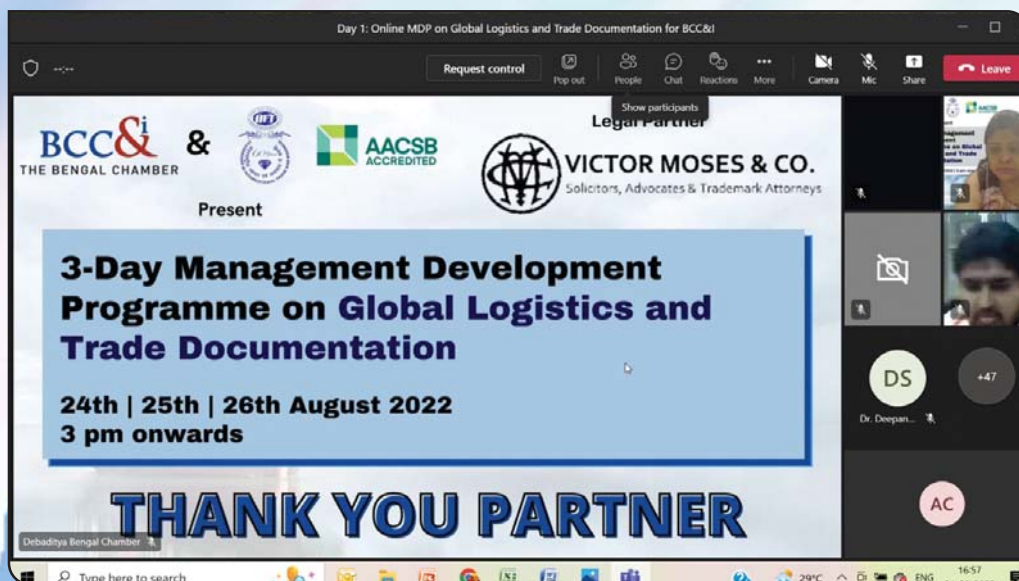 Day 1: Online MDP on Global Logistics and Trade Documentation for BCC&I
--:--
Request control
Pop out
People
Chat
Reactions
More
Camera
Mic
Share
Leave
Show participants
BCC&i
THE BENGAL CHAMBER
&
IIFT
AACSB
ACCREDITED
Legal Partner
VICTOR MOSES & CO.
Solicitors, Advocates & Trademark Attorneys
Present
3-Day Management Development
Programme on Global Logistics and
Trade Documentation
24th | 25th | 26th August 2022
3 pm onwards
THANK YOU PARTNER
Debaditya Bengal Chamber
DS
+47
Dr. Deepan...
AC
Type here to search
29°C
ENG
16:57